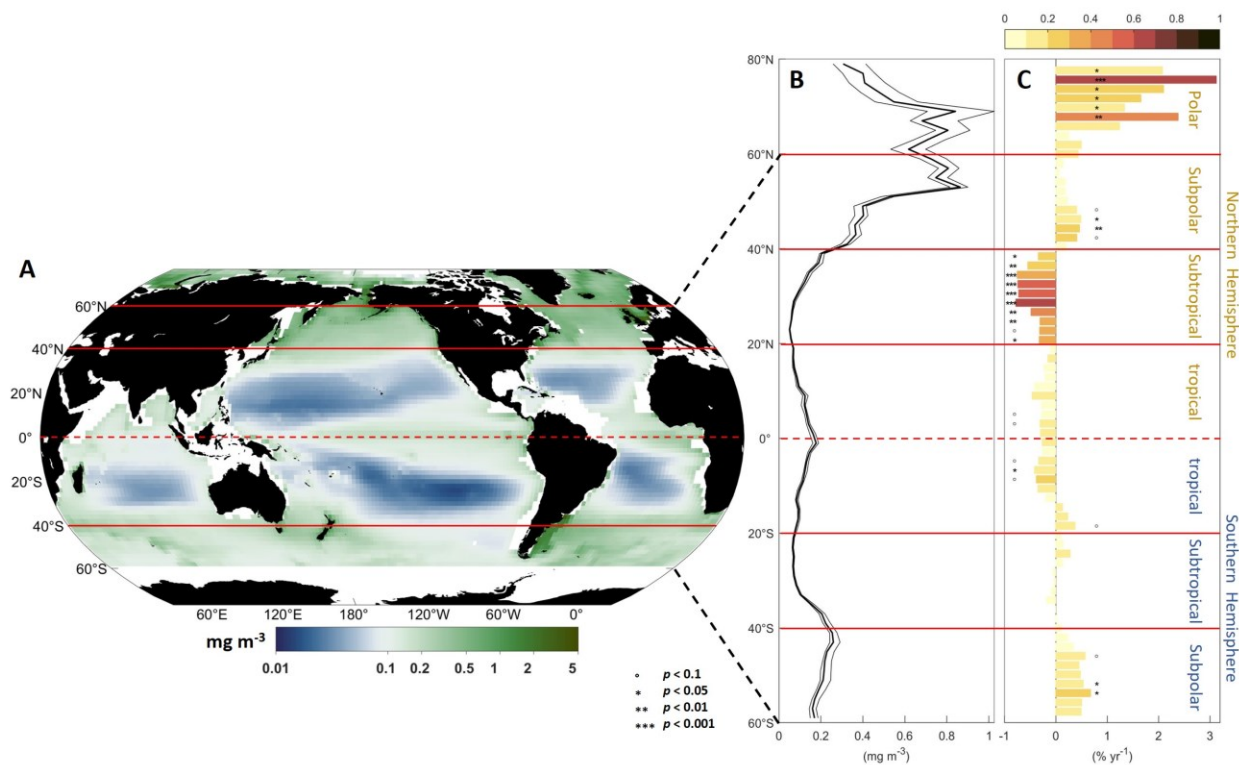 0 0.2 0.4 0.6 0.8 1
A
60°N
40°N
20°N
0°
20°S
40°S
60°S
60°E 120°E 180° 120°W 60°W 0°
mg m⁻³
0.01 0.1 0.2 0.5 1 2 5
° p < 0.1
* p < 0.05
** p < 0.01
*** p < 0.001
B
80°N
60°N
40°N
20°N
0°
20°S
40°S
60°S
0 0.2 0.4 0.6 0.8 1
(mg m⁻³)
C
*
***
*
*
*
**
°
*
**
°
*
**
***
***
***
***
**
**
°
*
°
°
°
*
°
°
°
*
*
-1 0 1 2 3
(% yr⁻¹)
Polar
Subpolar
Subtropical
tropical
tropical
Subtropical
Subpolar
Northern Hemisphere
Southern Hemisphere